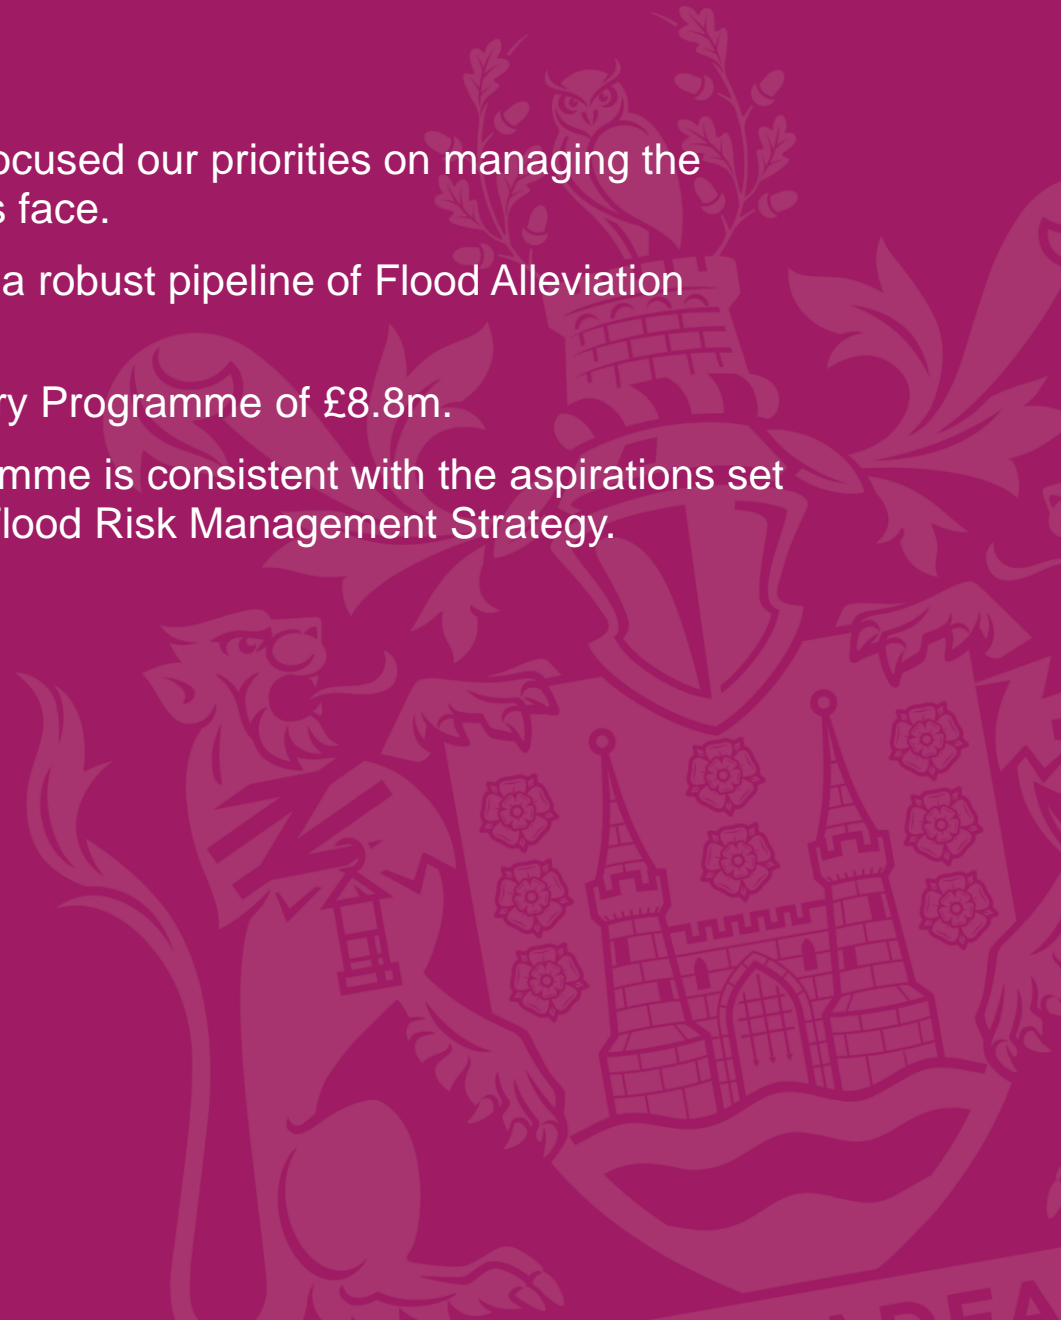 ocused our priorities on managing the
s face.
a robust pipeline of Flood Alleviation
ry Programme of £8.8m.
mme is consistent with the aspirations set
lood Risk Management Strategy.
ADEA